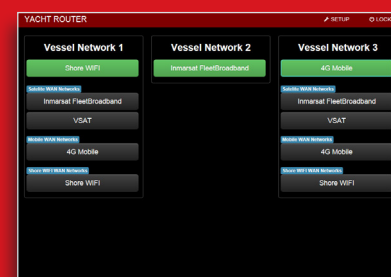 YACHT ROUTER
SETUP
LOCK
Vessel Network 1
Shore WIFI
Satelite WAN Networks
Inmarsat FleetBroadband
VSAT
Mobile WAN Networks
4G Mobile
Shore WIFI WAN Networks
Shore WIFI
Vessel Network 2
Inmarsat FleetBroadband
Vessel Network 3
4G Mobile
Satelite WAN Networks
Inmarsat FleetBroadband
VSAT
Mobile WAN Networks
4G Mobile
Shore WIFI WAN Networks
Shore WIFI